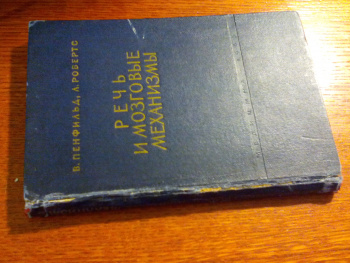 В. ПЕНФИЛЬД, Л. РОБЕРТС
РЕЧЬ
И МОЗГОВЫЕ
МЕХАНИЗМЫ